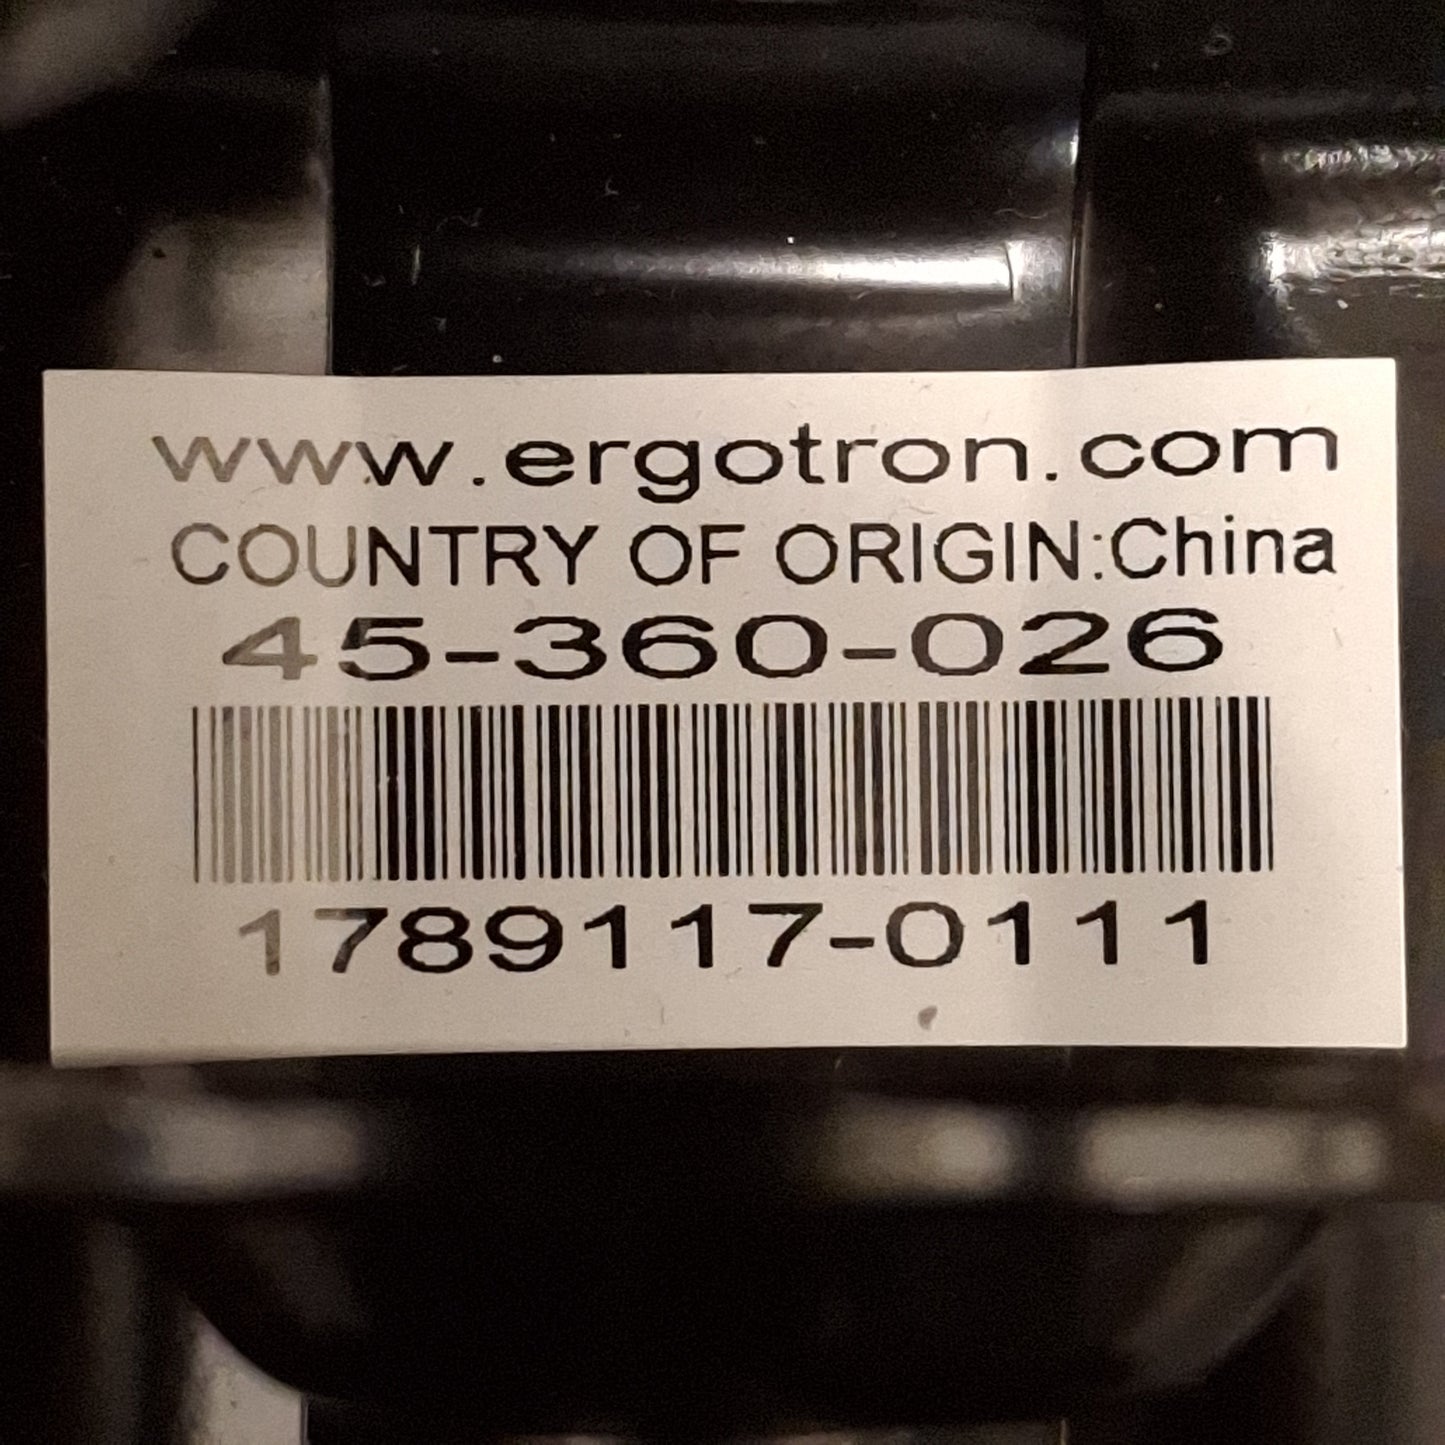 www.ergotron.com
COUNTRY OF ORIGIN:China
45-360-026
1789117-0111